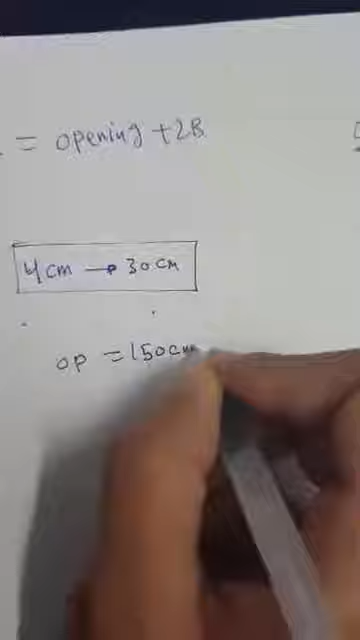 = opening + 2B
4cm → 30cm
op = 150cm